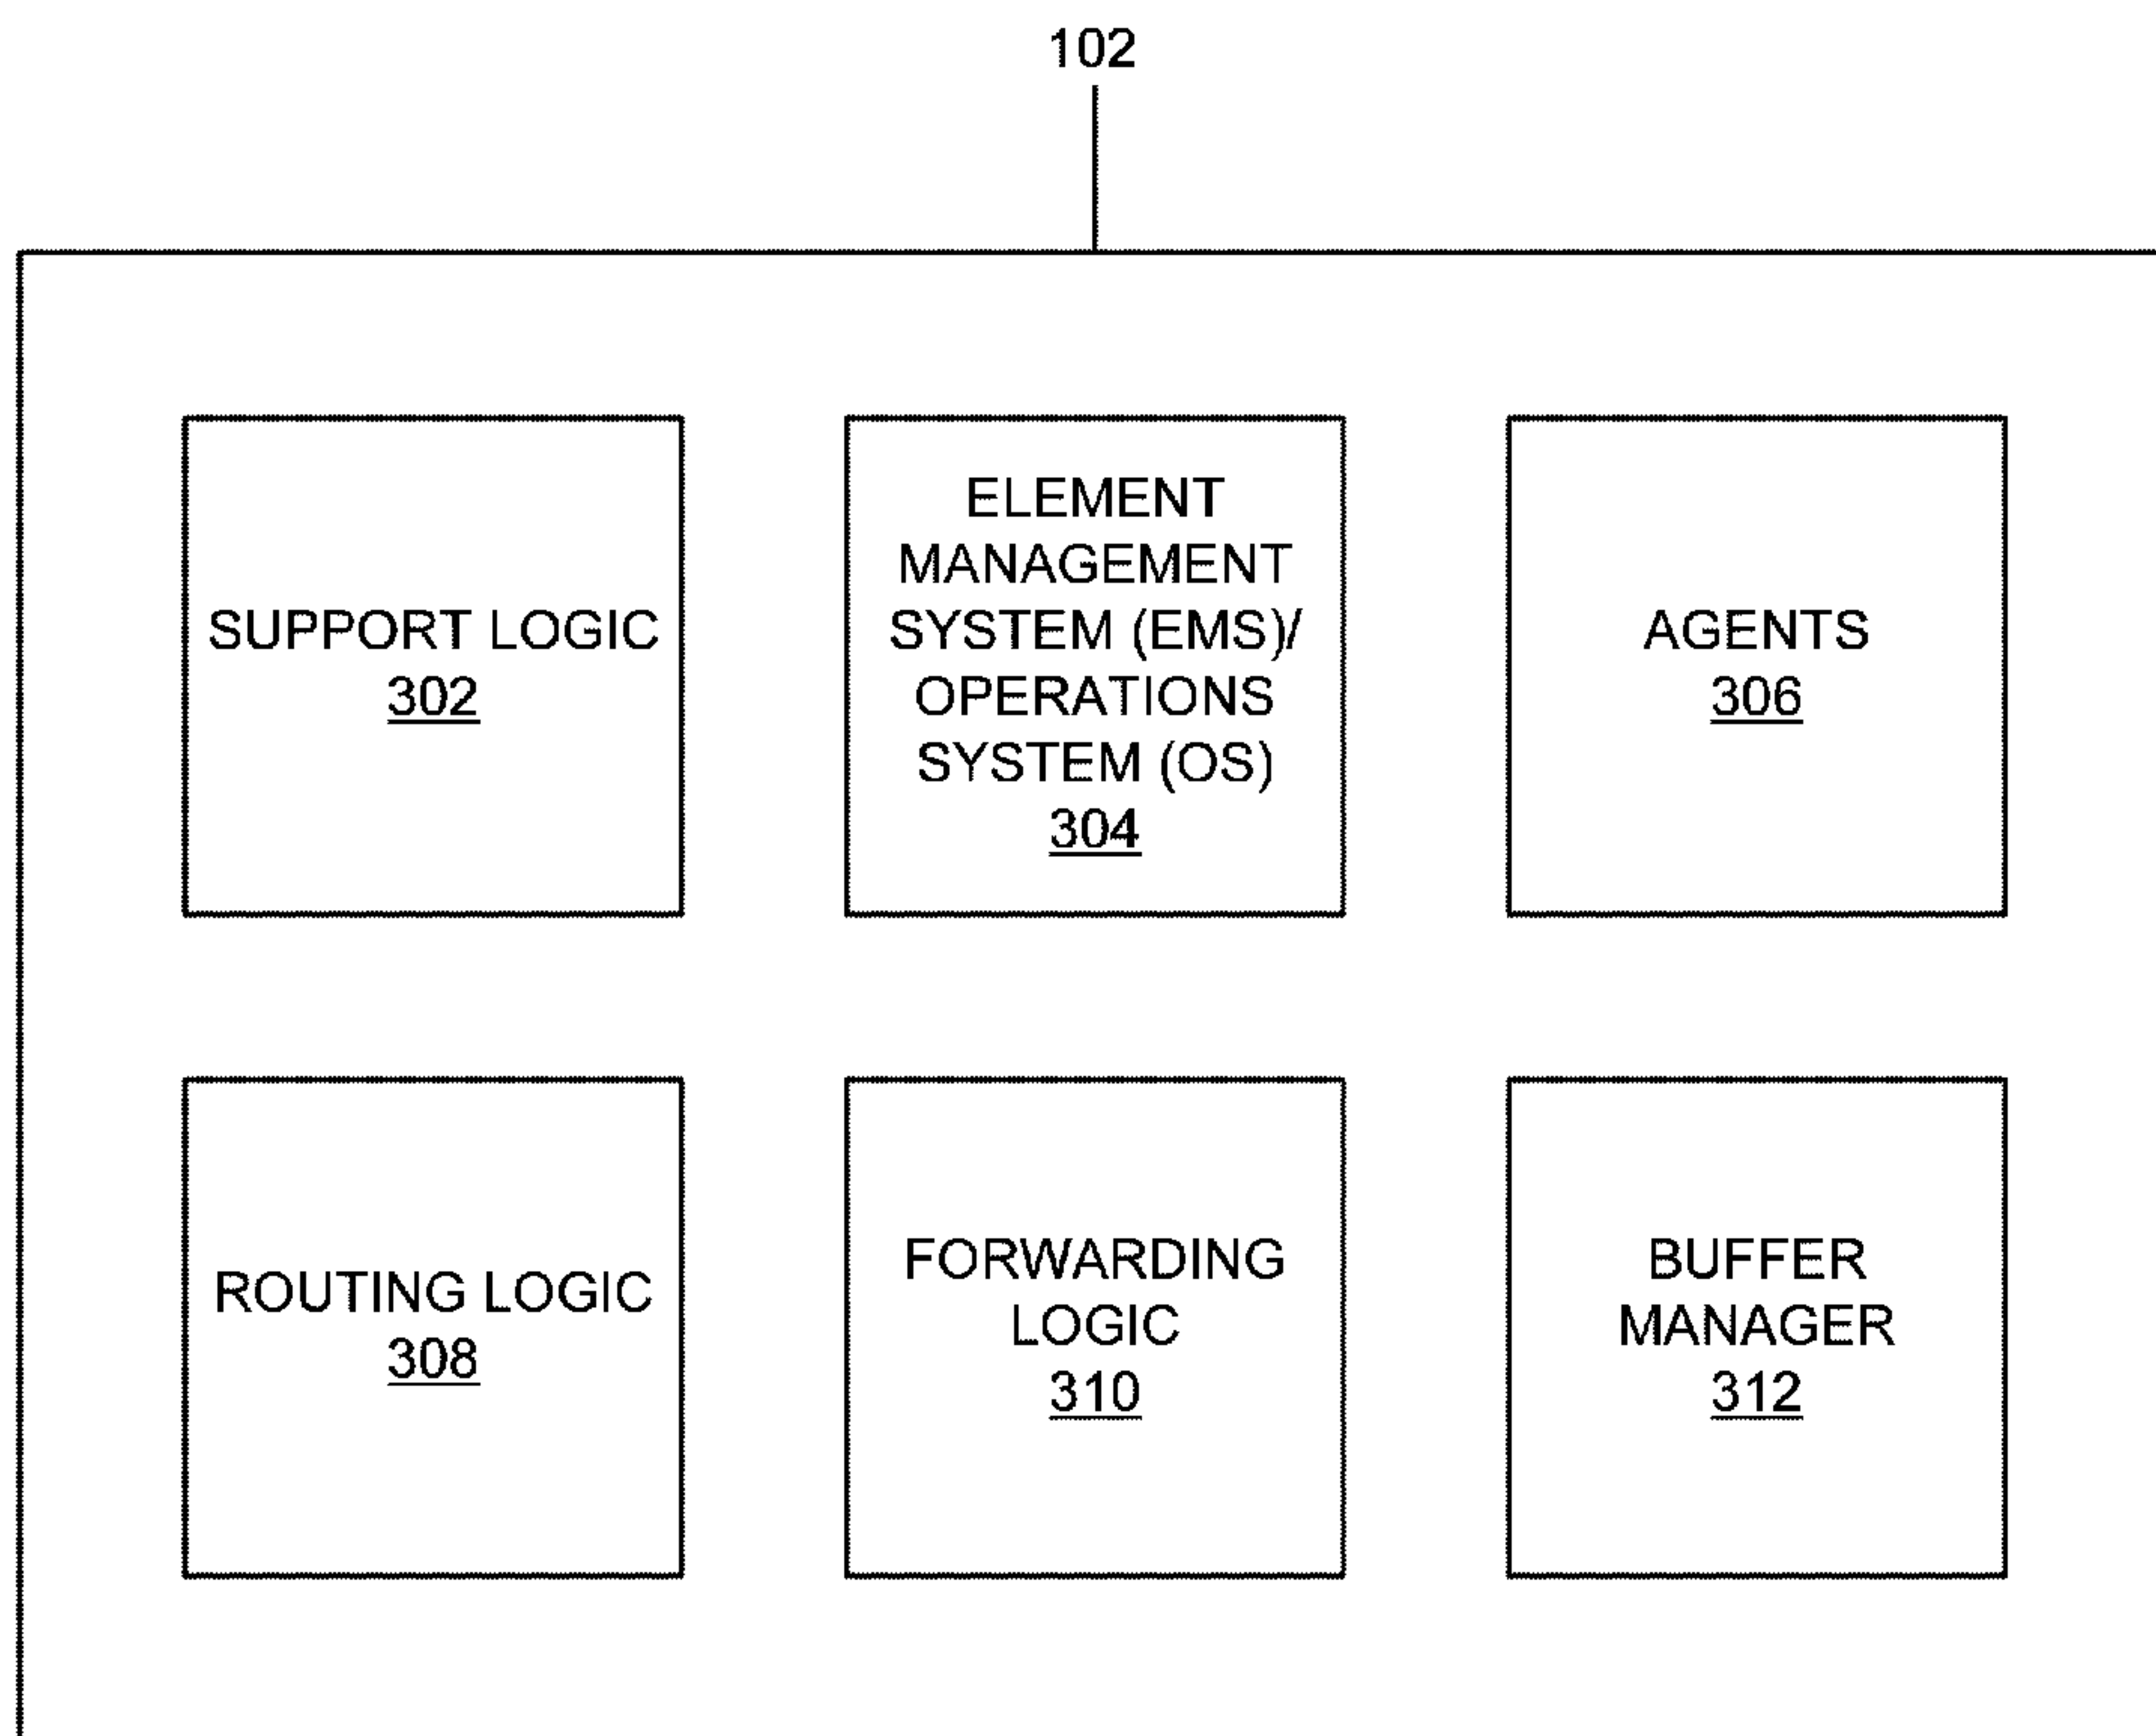 102
SUPPORT LOGIC
302
ELEMENT
MANAGEMENT
SYSTEM (EMS)/
OPERATIONS
SYSTEM (OS)
304
AGENTS
306
ROUTING LOGIC
308
FORWARDING
LOGIC
310
BUFFER
MANAGER
312